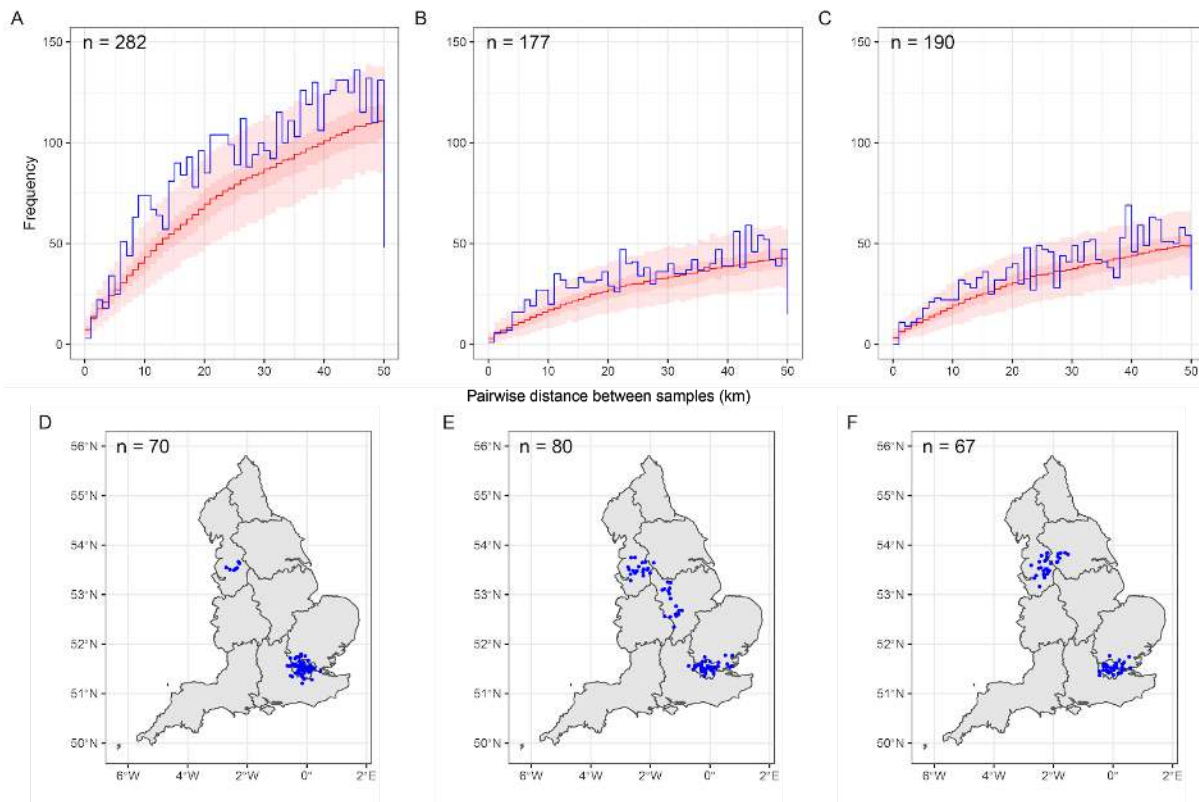 A B C
n = 282 n = 177 n = 190
150 150 150
100 100 100
50 50 50
0 0 0
Frequency
0 10 20 30 40 50 0 10 20 30 40 50 0 10 20 30 40 50
Pairwise distance between samples (km)
D E F
n = 70 n = 80 n = 67
56°N 56°N 56°N
55°N 55°N 55°N
54°N 54°N 54°N
53°N 53°N 53°N
52°N 52°N 52°N
51°N 51°N 51°N
50°N 50°N 50°N
6°W 4°W 2°W 0° 2°E 6°W 4°W 2°W 0° 2°E 6°W 4°W 2°W 0° 2°E